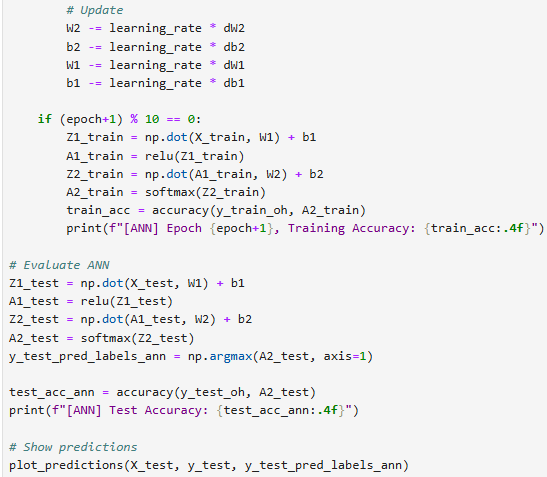 # Update
W2 -= learning_rate * dW2
b2 -= learning_rate * db2
W1 -= learning_rate * dW1
b1 -= learning_rate * db1
if (epoch+1) % 10 == 0:
Z1_train = np.dot(X_train, W1) + b1
A1_train = relu(Z1_train)
Z2_train = np.dot(A1_train, W2) + b2
A2_train = softmax(Z2_train)
train_acc = accuracy(y_train_oh, A2_train)
print(f"[ANN] Epoch {epoch+1}, Training Accuracy: {train_acc:.4f}")
# Evaluate ANN
Z1_test = np.dot(X_test, W1) + b1
A1_test = relu(Z1_test)
Z2_test = np.dot(A1_test, W2) + b2
A2_test = softmax(Z2_test)
y_test_pred_labels_ann = np.argmax(A2_test, axis=1)
test_acc_ann = accuracy(y_test_oh, A2_test)
print(f"[ANN] Test Accuracy: {test_acc_ann:.4f}")
# Show predictions
plot_predictions(X_test, y_test, y_test_pred_labels_ann)